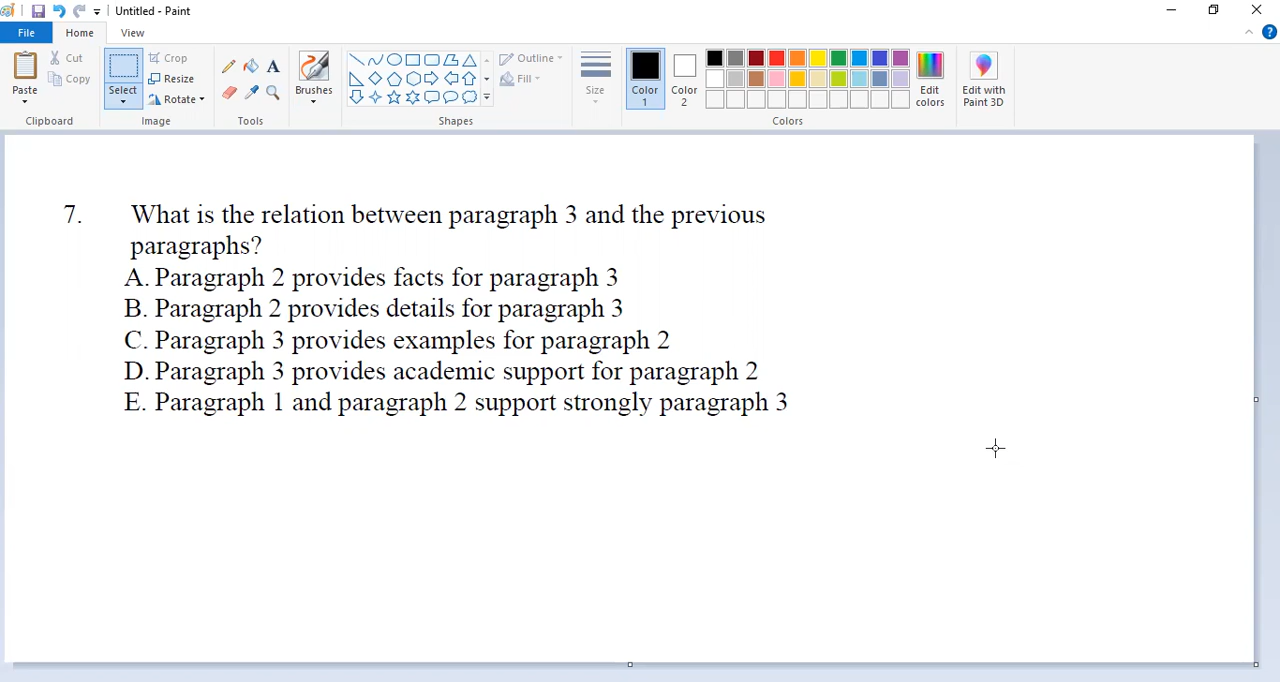 Untitled - Paint
File Home View
Paste Cut Copy Select Crop Resize Rotate Brushes Outline Fill Size Color 1 Color 2 Edit colors Edit with Paint 3D
Clipboard Image Tools Shapes Colors
7. What is the relation between paragraph 3 and the previous
paragraphs?
A. Paragraph 2 provides facts for paragraph 3
B. Paragraph 2 provides details for paragraph 3
C. Paragraph 3 provides examples for paragraph 2
D. Paragraph 3 provides academic support for paragraph 2
E. Paragraph 1 and paragraph 2 support strongly paragraph 3